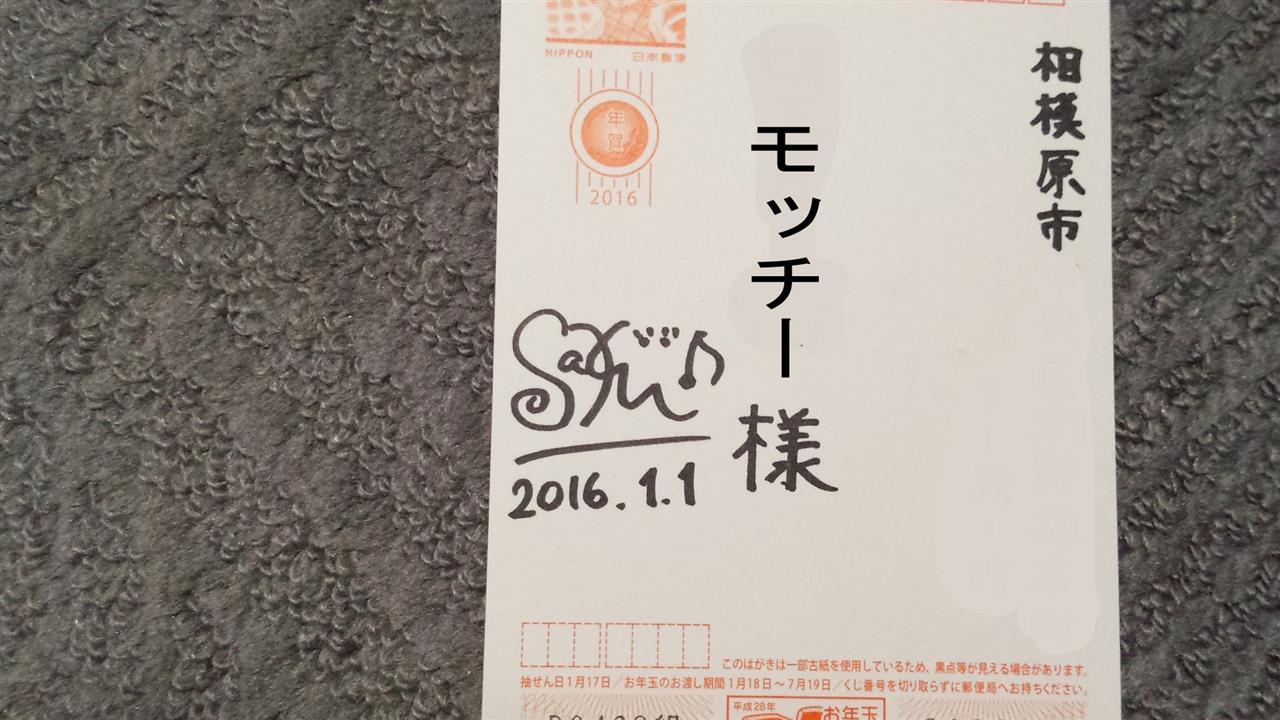 相模原市
モッチー様
NIPPON 日本郵便
年賀
2016
2016.1.1
このはがきは一部古紙を使用しているため、黒点等が見える場合があります。
抽せん日1月17日／お年玉のお渡し期間 1月18日〜7月19日／くじ番号を切り取らずに郵便局へお持ちください。
平成28年
お年玉